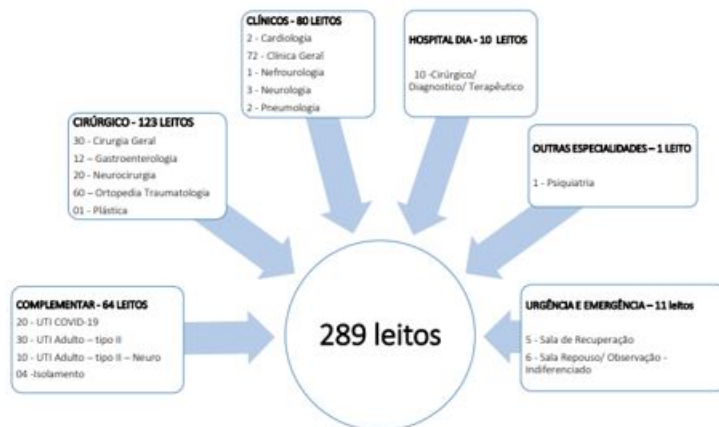 CLÍNICOS - 80 LEITOS
2 - Cardiologia
72 - Clínica Geral
1 - Nefrourologia
3 - Neurologia
2 - Pneumologia
HOSPITAL DIA - 10 LEITOS
10 -Cirúrgico/
Diagnostico/ Terapêutico
CIRÚRGICO - 123 LEITOS
30 - Cirurgia Geral
12 – Gastroenterologia
20 - Neurocirurgia
60 – Ortopedia Traumatologia
01 - Plástica
OUTRAS ESPECIALIDADES – 1 LEITO
1 - Psiquiatria
COMPLEMENTAR - 64 LEITOS
20 - UTI COVID-19
30 - UTI Adulto – tipo II
10 - UTI Adulto – tipo II – Neuro
04 -Isolamento
289 leitos
URGÊNCIA E EMERGÊNCIA – 11 leitos
5 - Sala de Recuperação
6 - Sala Repouso/ Observação -
Indiferenciado